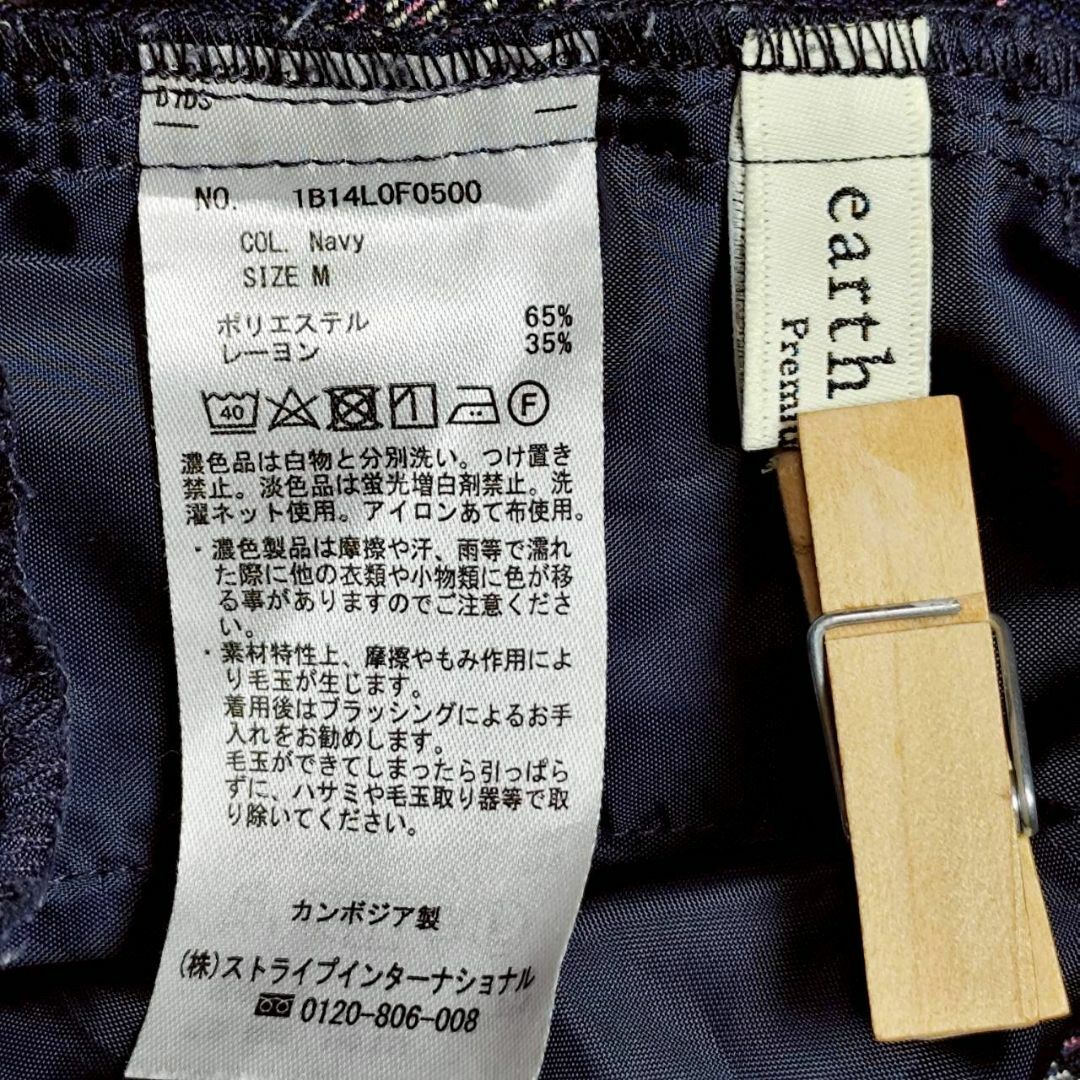 NO. 1B14L0F0500
COL. Navy
SIZE M
ポリエステル 65%
レーヨン 35%
40
F
濃色品は白物と分別洗い。つけ置き
禁止。淡色品は蛍光増白剤禁止。洗
濯ネット使用。アイロンあて布使用。
・濃色製品は摩擦や汗、雨等で濡れ
た際に他の衣類や小物類に色が移
る事がありますのでご注意くださ
い。
・素材特性上、摩擦やもみ作用によ
り毛玉が生じます。
着用後はブラッシングによるお手
入れをお勧めします。
毛玉ができてしまったら引っぱら
ずに、ハサミや毛玉取り器等で取
り除いてください。
カンボジア製
(株)ストライプインターナショナル
0120-806-008
earth